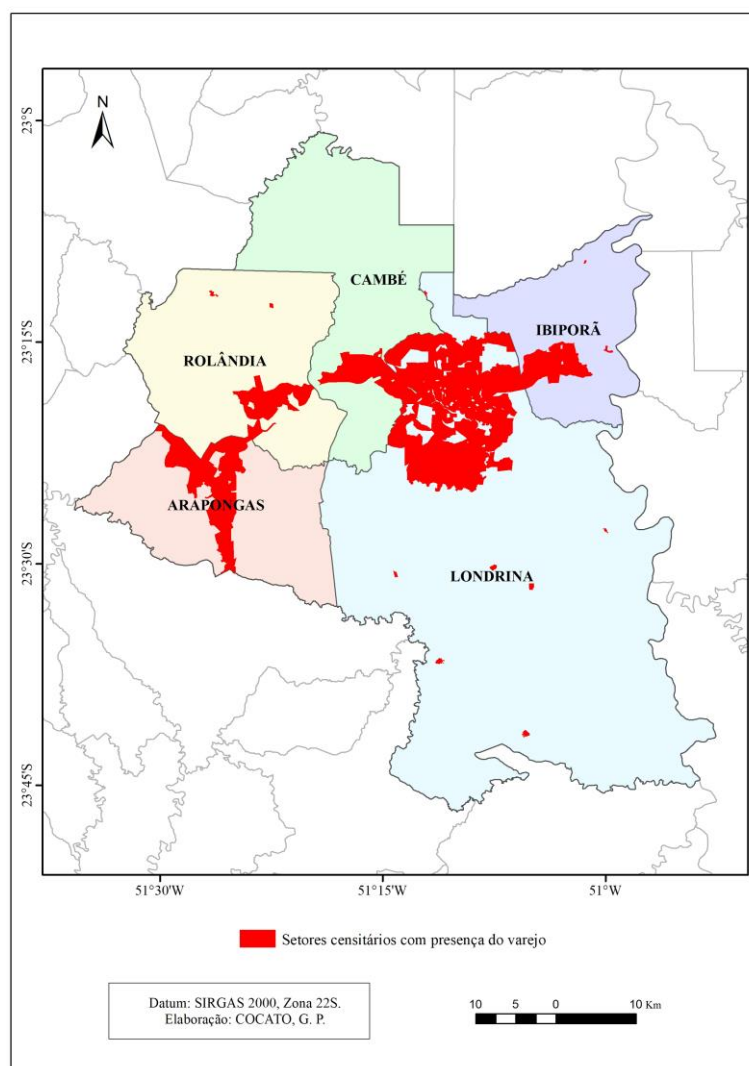 N
23°S
CAMBÉ
IBIPORÃ
23°15'S
ROLÂNDIA
ARAPONGAS
23°30'S
LONDRINA
23°45'S
51°30'W
51°15'W
51°W
Setores censitários com presença do varejo
Datum: SIRGAS 2000, Zona 22S.
Elaboração: COCATO, G. P.
10 5 0 10 Km